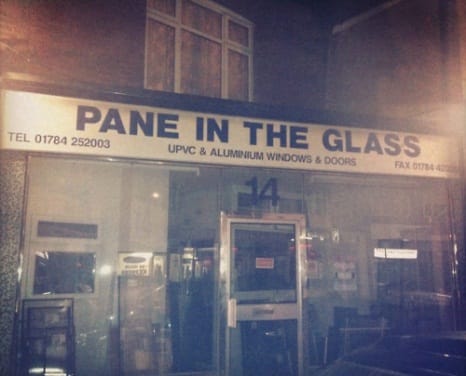 PANE IN THE GLASS
TEL 01784 252003
UPVC & ALUMINIUM WINDOWS & DOORS
FAX 01784
14